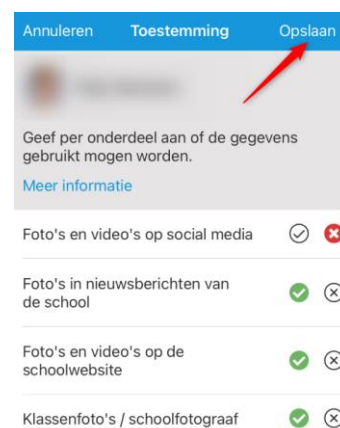 Annuleren Toestemming Opslaan
Geef per onderdeel aan of de gegevens
gebruikt mogen worden.
Meer informatie
Foto's en video's op social media
Foto's in nieuwsberichten van
de school
Foto's en video's op de
schoolwebsite
Klassenfoto's / schoolfotograaf